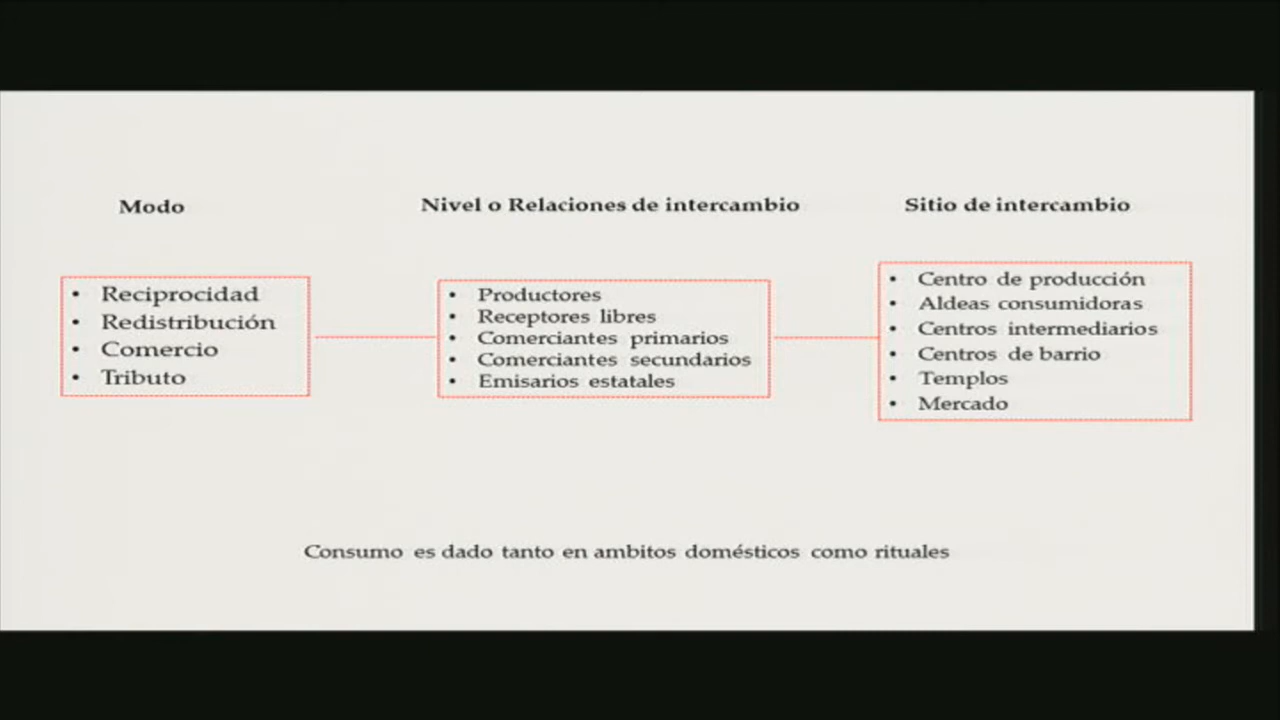 Modo
Nivel o Relaciones de intercambio
Sitio de intercambio
• Reciprocidad
• Redistribución
• Comercio
• Tributo
• Productores
• Receptores libres
• Comerciantes primarios
• Comerciantes secundarios
• Emisarios estatales
• Centro de producción
• Aldeas consumidoras
• Centros intermediarios
• Centros de barrio
• Templos
• Mercado
Consumo es dado tanto en ambitos domésticos como rituales